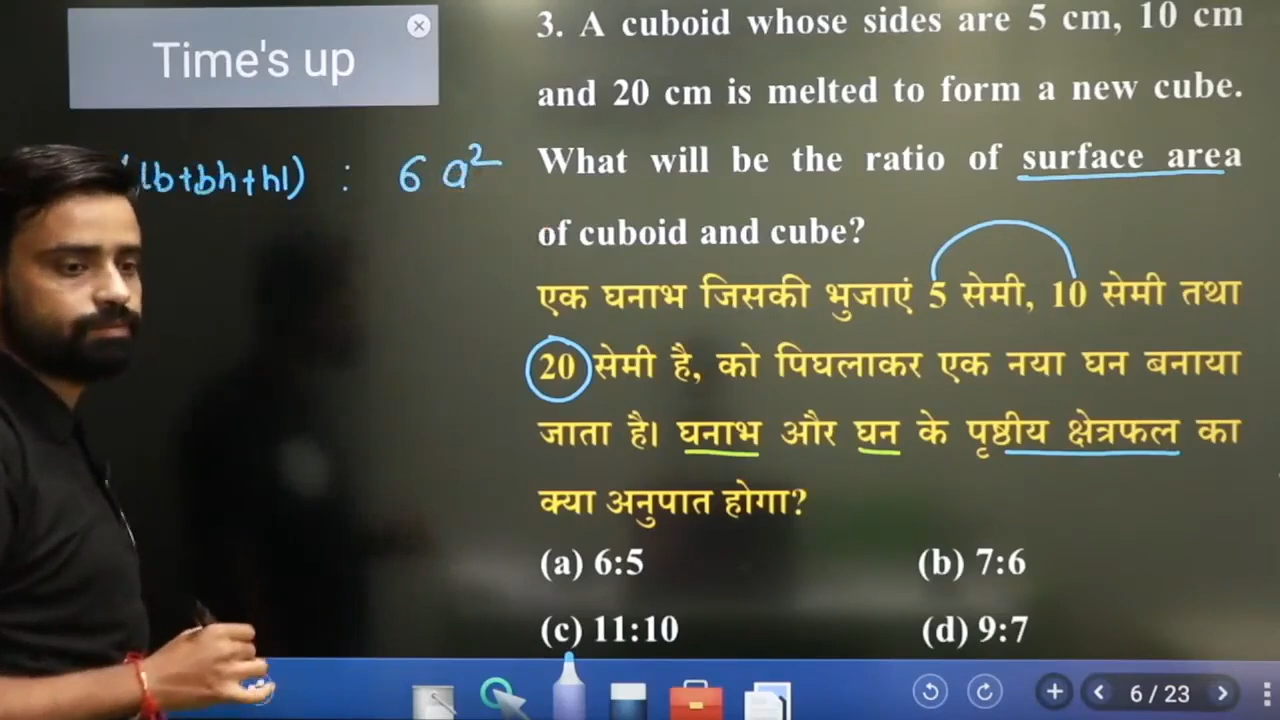 Time's up
3. A cuboid whose sides are 5 cm, 10 cm
and 20 cm is melted to form a new cube.
What will be the ratio of surface area
of cuboid and cube?
(lb+bh+hl) : 6 a²
एक घनाभ जिसकी भुजाएं 5 सेमी, 10 सेमी तथा
20 सेमी है, को पिघलाकर एक नया घन बनाया
जाता है। घनाभ और घन के पृष्ठीय क्षेत्रफल का
क्या अनुपात होगा?
(a) 6:5 (b) 7:6
(c) 11:10 (d) 9:7
6 / 23